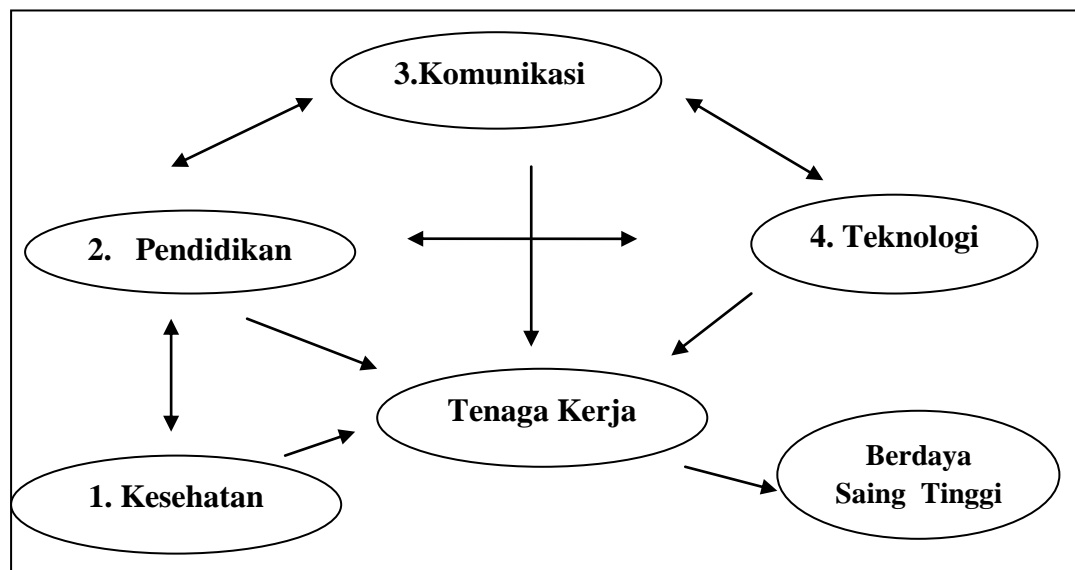 3.Komunikasi
2. Pendidikan
4. Teknologi
Tenaga Kerja
1. Kesehatan
Berdaya
Saing Tinggi